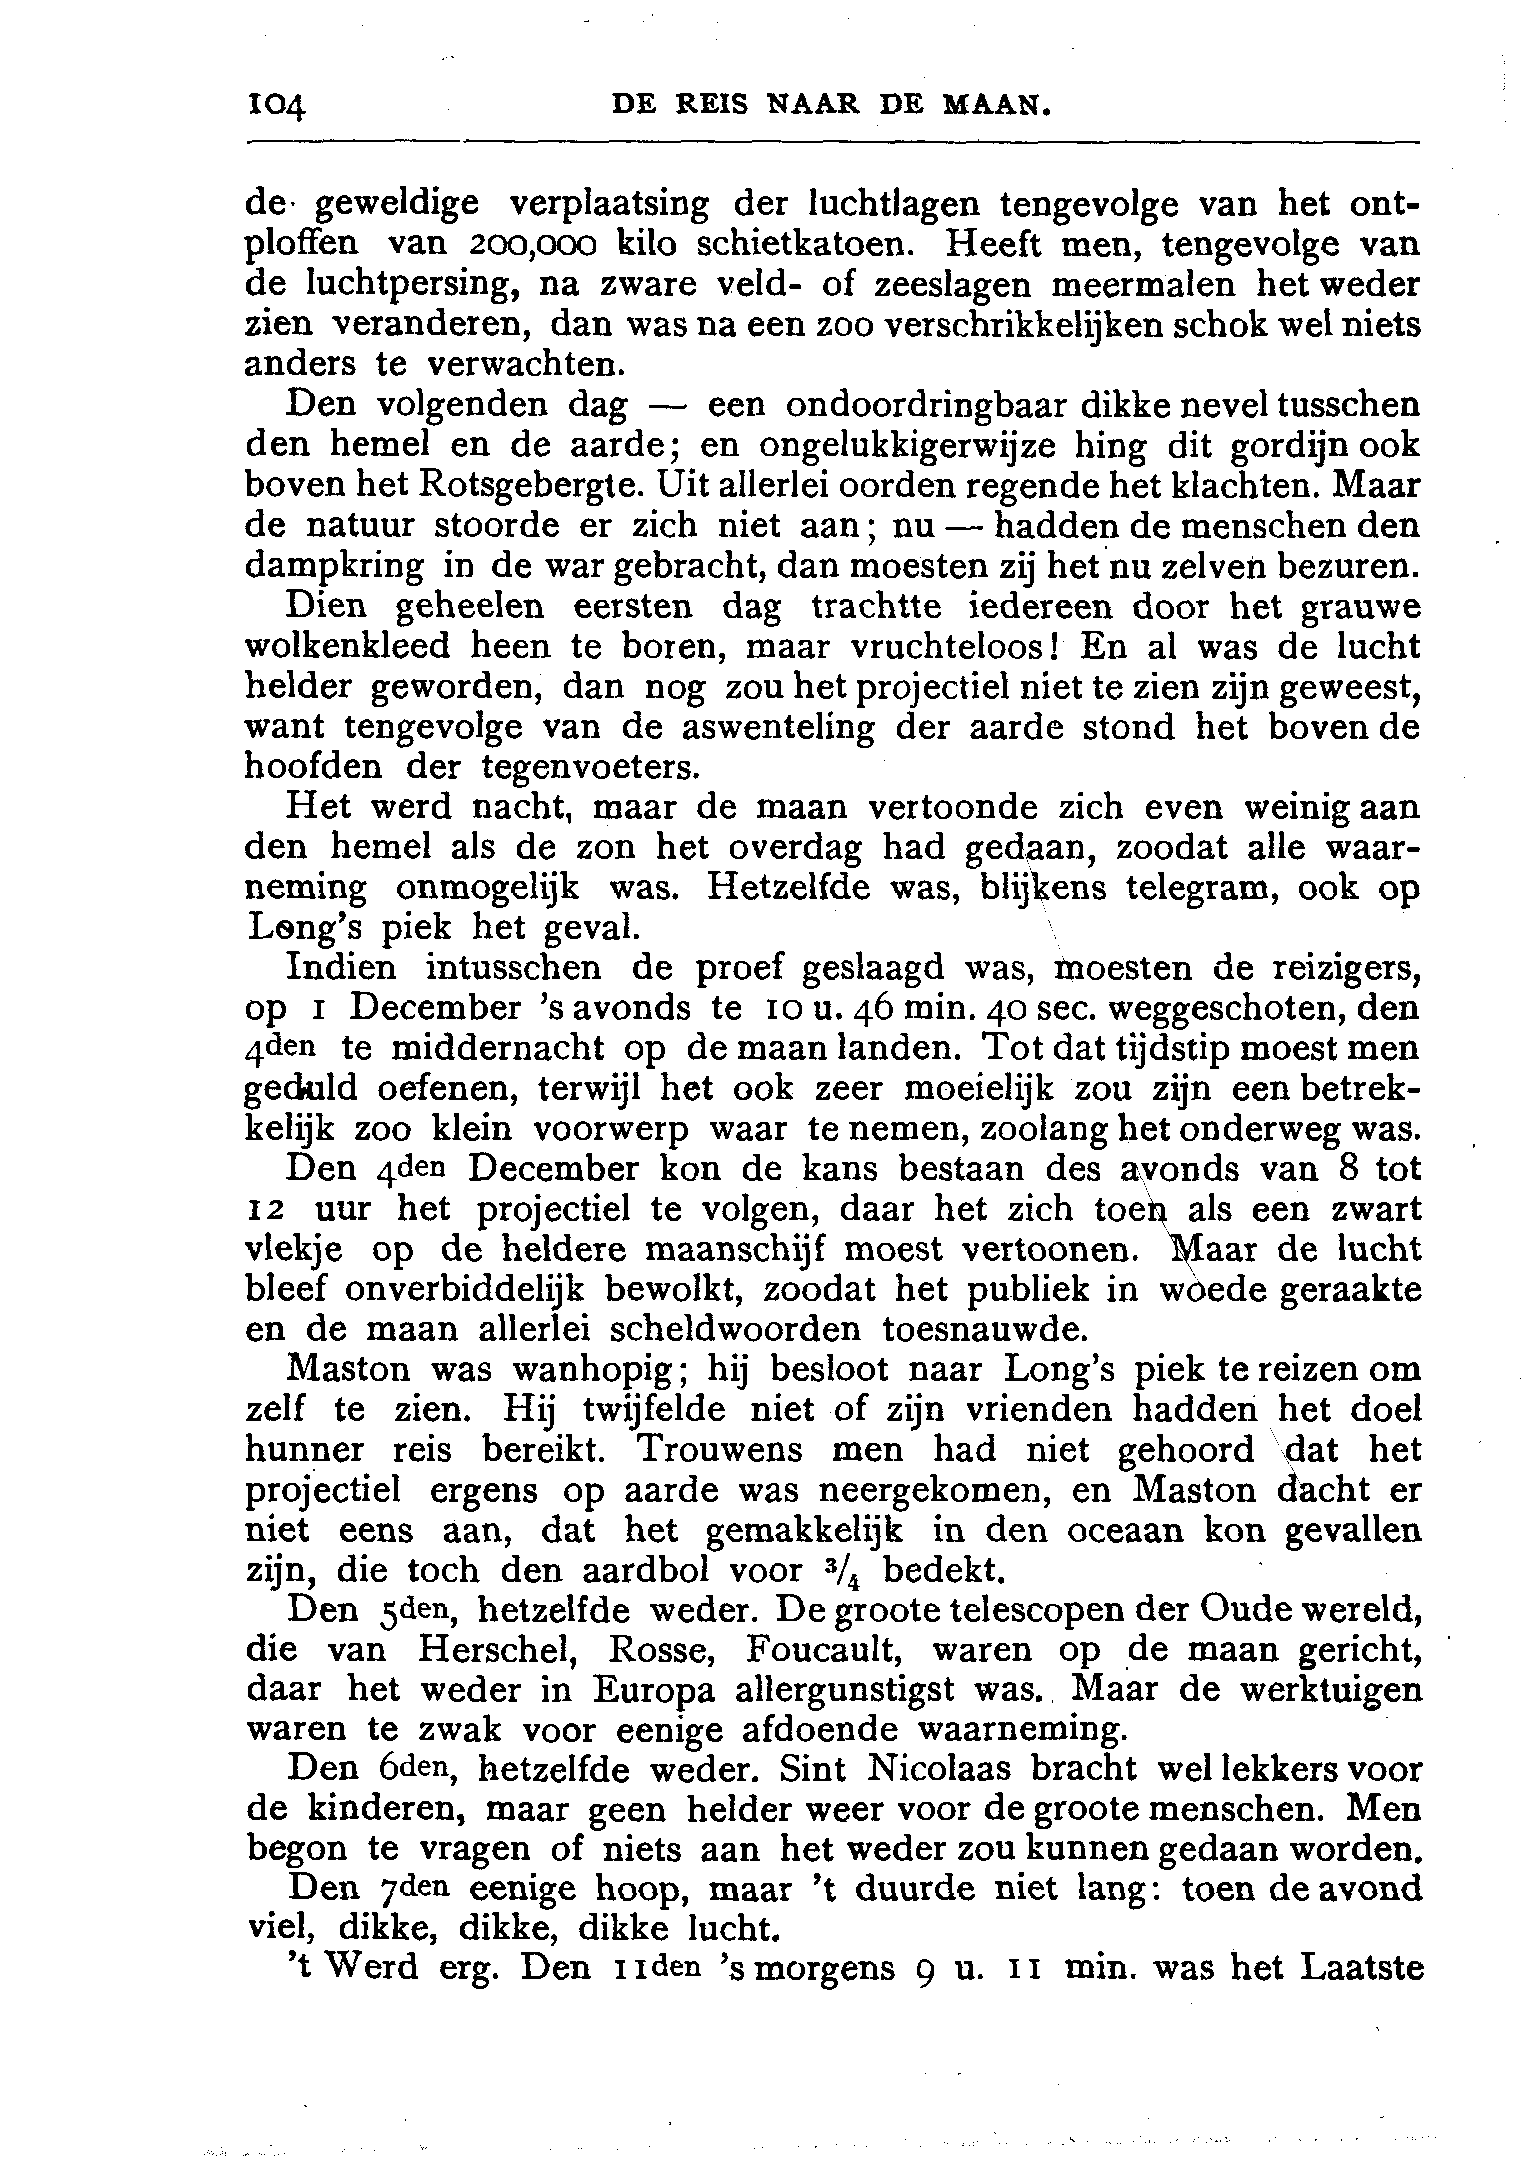 104 DE REIS NAAR DE MAAN.
de geweldige verplaatsing der luchtlagen tengevolge van het ont-
ploffen van 200,000 kilo schietkatoen. Heeft men, tengevolge van
de luchtpersing, na zware veld- of zeeslagen meermalen het weder
zien veranderen, dan was na een zoo verschrikkelijken schok wel niets
anders te verwachten.
Den volgenden dag — een ondoordringbaar dikke nevel tusschen
den hemel en de aarde; en ongelukkigerwijze hing dit gordijn ook
boven het Rotsgebergte. Uit allerlei oorden regende het klachten. Maar
de natuur stoorde er zich niet aan; nu — hadden de menschen den
dampkring in de war gebracht, dan moesten zij het nu zelven bezuren.
Dien geheelen eersten dag trachtte iedereen door het grauwe
wolkenkleed heen te boren, maar vruchteloos! En al was de lucht
helder geworden, dan nog zou het projectiel niet te zien zijn geweest,
want tengevolge van de aswenteling der aarde stond het boven de
hoofden der tegenvoeters.
Het werd nacht, maar de maan vertoonde zich even weinig aan
den hemel als de zon het overdag had gedaan, zoodat alle waar-
neming onmogelijk was. Hetzelfde was, blijkens telegram, ook op
Long's piek het geval.
Indien intusschen de proef geslaagd was, moesten de reizigers,
op 1 December 's avonds te 10 u. 46 min. 40 sec. weggeschoten, den
4den te middernacht op de maan landen. Tot dat tijdstip moest men
geduld oefenen, terwijl het ook zeer moeielijk zou zijn een betrek-
kelijk zoo klein voorwerp waar te nemen, zoolang het onderweg was.
Den 4den December kon de kans bestaan des avonds van 8 tot
12 uur het projectiel te volgen, daar het zich toen als een zwart
vlekje op de heldere maanschijf moest vertoonen. Maar de lucht
bleef onverbiddelijk bewolkt, zoodat het publiek in woede geraakte
en de maan allerlei scheldwoorden toesnauwde.
Maston was wanhopig; hij besloot naar Long's piek te reizen om
zelf te zien. Hij twijfelde niet of zijn vrienden hadden het doel
hunner reis bereikt. Trouwens men had niet gehoord dat het
projectiel ergens op aarde was neergekomen, en Maston dacht er
niet eens aan, dat het gemakkelijk in den oceaan kon gevallen
zijn, die toch den aardbol voor ¾ bedekt.
Den 5den, hetzelfde weder. De groote telescopen der Oude wereld,
die van Herschel, Rosse, Foucault, waren op de maan gericht,
daar het weder in Europa allergunstigst was. Maar de werktuigen
waren te zwak voor eenige afdoende waarneming.
Den 6den, hetzelfde weder. Sint Nicolaas bracht wel lekkers voor
de kinderen, maar geen helder weer voor de groote menschen. Men
begon te vragen of niets aan het weder zou kunnen gedaan worden.
Den 7den eenige hoop, maar 't duurde niet lang: toen de avond
viel, dikke, dikke, dikke lucht.
't Werd erg. Den 11den 's morgens 9 u. 11 min. was het Laatste